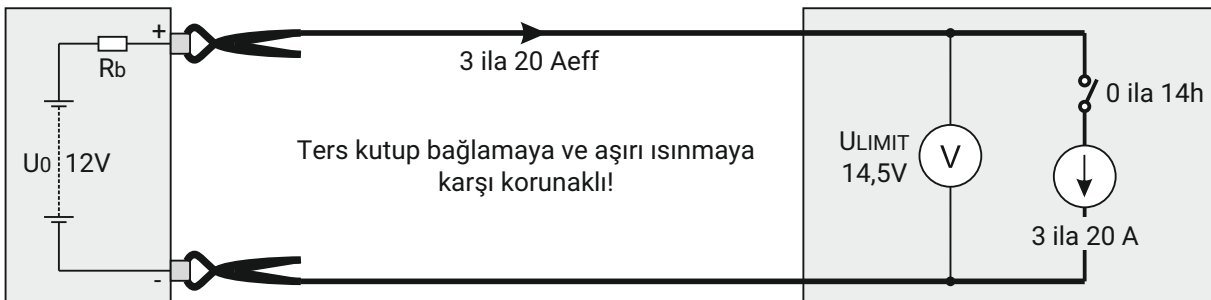 +
Rb
U0 12V
-
3 ila 20 Aeff
Ters kutup bağlamaya ve aşırı ısınmaya
karşı korunaklı!
ULIMIT
14,5V
V
0 ila 14h
3 ila 20 A